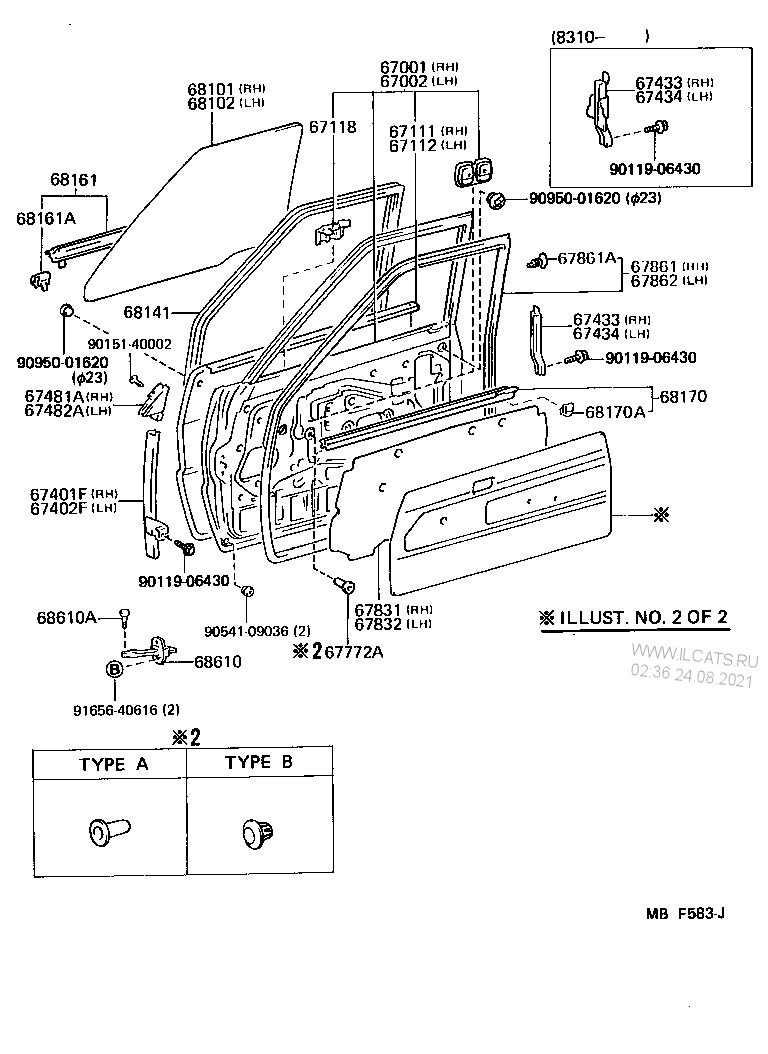 (8310-      )
67433 (RH)
67434 (LH)
90119-06430
67001 (RH)
67002 (LH)
68101 (RH)
68102 (LH)
67118
67111 (RH)
67112 (LH)
68161
68161A
90950-01620 (φ23)
67861A
67861 (RH)
67862 (LH)
68141
67433 (RH)
67434 (LH)
90151-40002
90119-06430
90950-01620
(φ23)
67481A (RH)
67482A (LH)
68170
68170A
2
67401F (RH)
67402F (LH)
※
90119-06430
68610A
90541-09036 (2)
67831 (RH)
67832 (LH)
※ ILLUST. NO. 2 OF 2
※2 67772A
68610
B
91656-40616 (2)
WWW.ILCATS.RU
02:36 24.08.2021
※2
TYPE A
TYPE B
MB F583-J